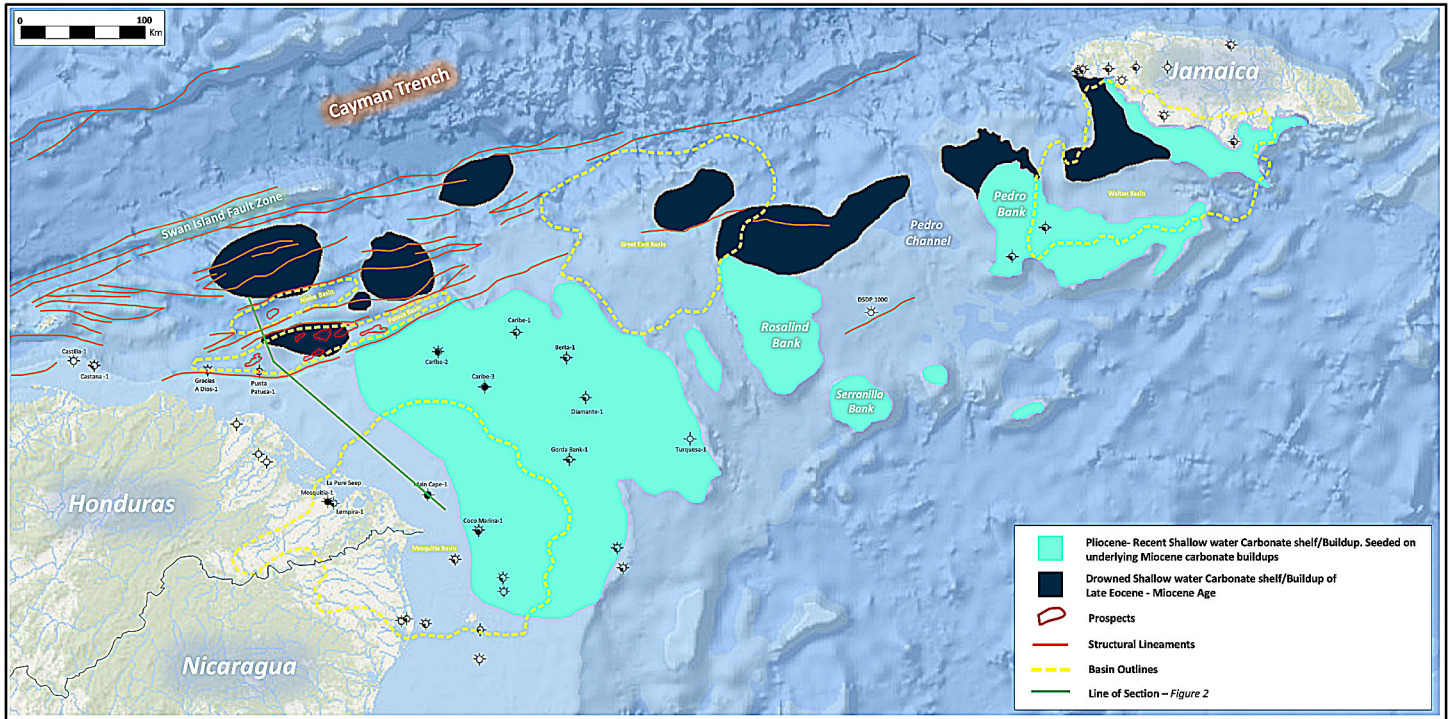 0
100
Km
Cayman Trench
Jamaica
Swan Island Fault Zone
Walton Basin
Pedro
Bank
Pedro
Channel
Great East Basin
Niobe Basin
Patuca Basin
DSDP 1000
Rosalind
Bank
Caribe-1
Castilla-1
Castana -1
Gracias
A Dios-1
Punta
Patuca-1
Caribe-2
Berta-1
Caribe-3
Diamante-1
Serranilla
Bank
Turquesa-1
Gorda Bank-1
La Pure Seep
Mosquitia-1
Lempira-1
Main Cape-1
Honduras
Coco Marina-1
Mosquitia Basin
Nicaragua
Pliocene- Recent Shallow water Carbonate shelf/Buildup. Seeded on
underlying Miocene carbonate buildups
Drowned Shallow water Carbonate shelf/Buildup of
Late Eocene - Miocene Age
Prospects
Structural Lineaments
Basin Outlines
Line of Section – Figure 2